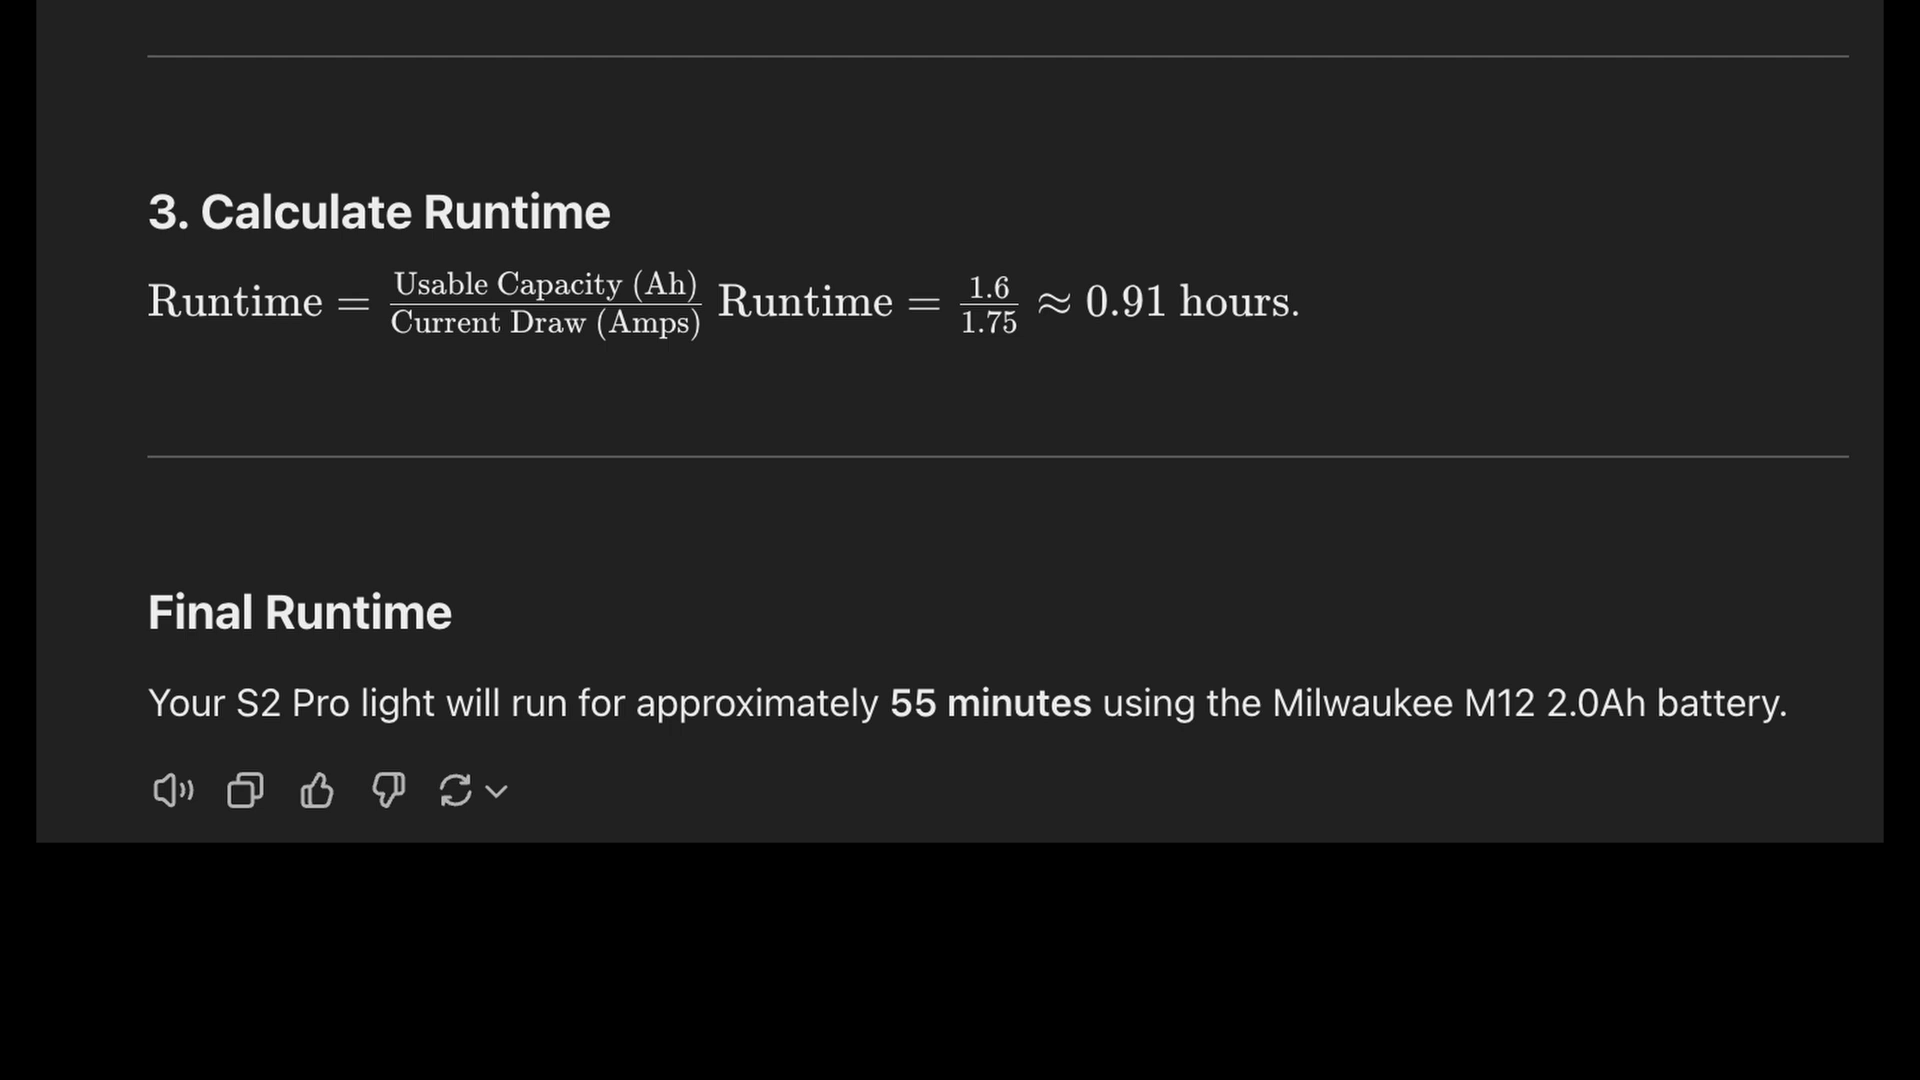 3. Calculate Runtime
Runtime = Usable Capacity (Ah) / Current Draw (Amps) Runtime = 1.6 / 1.75 ≈ 0.91 hours.
Final Runtime
Your S2 Pro light will run for approximately 55 minutes using the Milwaukee M12 2.0Ah battery.